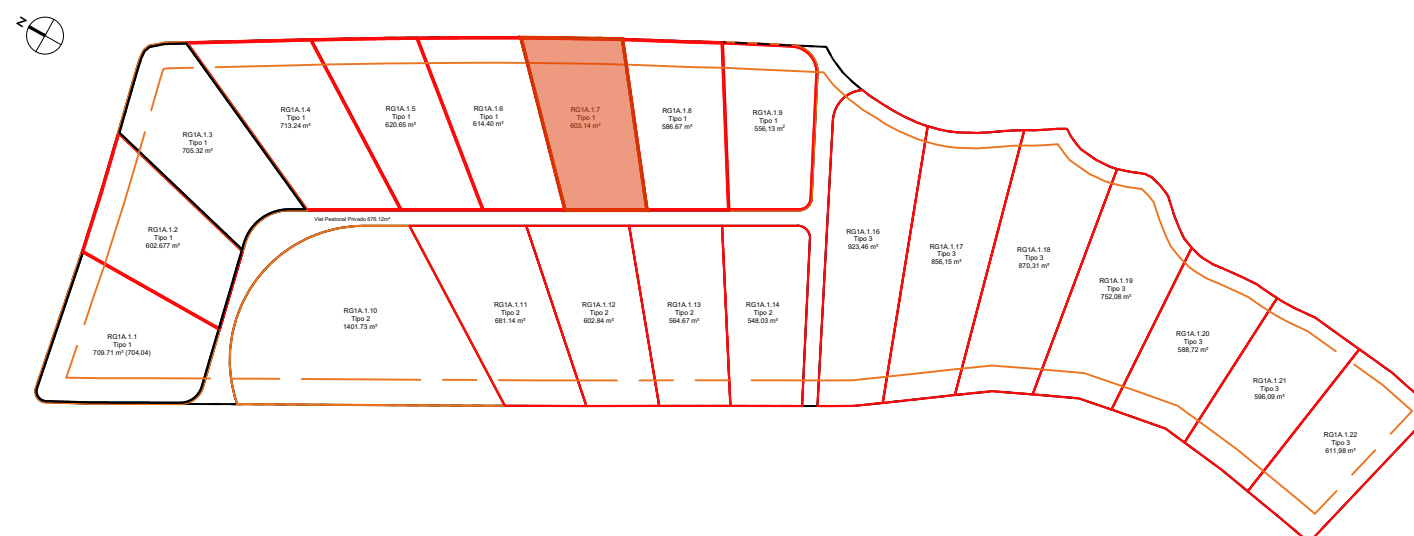 N
RG1A.1.4
Tipo 1
713.24 m²
RG1A.1.5
Tipo 1
620.65 m²
RG1A.1.6
Tipo 1
614.40 m²
RG1A.1.7
Tipo 1
603.14 m²
RG1A.1.8
Tipo 1
586.67 m²
RG1A.1.9
Tipo 1
556,13 m²
RG1A.1.3
Tipo 1
705.32 m²
RG1A.1.2
Tipo 1
602.677 m²
RG1A.1.1
Tipo 1
709.71 m² (704.04)
Vial Peatonal Privado 676.12m²
RG1A.1.10
Tipo 2
1401.73 m²
RG1A.1.11
Tipo 2
681.14 m²
RG1A.1.12
Tipo 2
602.84 m²
RG1A.1.13
Tipo 2
564.67 m²
RG1A.1.14
Tipo 2
548.03 m²
RG1A.1.16
Tipo 3
923,46 m²
RG1A.1.17
Tipo 3
856,15 m²
RG1A.1.18
Tipo 3
870,31 m²
RG1A.1.19
Tipo 3
752,08 m²
RG1A.1.20
Tipo 3
588,72 m²
RG1A.1.21
Tipo 3
596,09 m²
RG1A.1.22
Tipo 3
611,98 m²